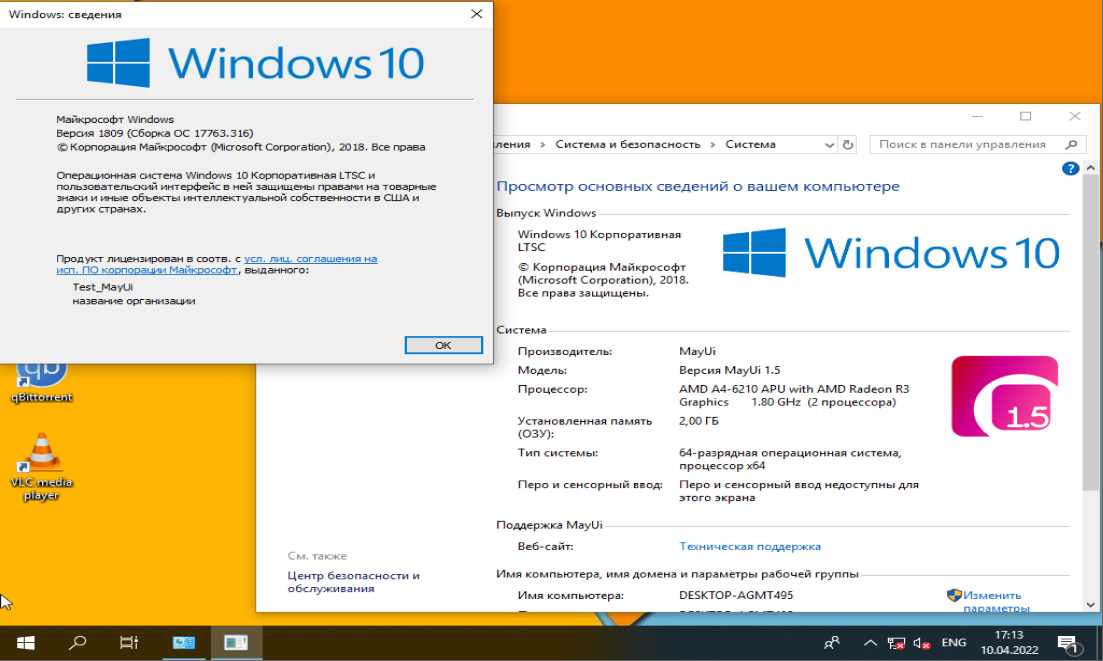 Windows: сведения
Windows 10
Майкрософт Windows
Версия 1809 (Сборка ОС 17763.316)
© Корпорация Майкрософт (Microsoft Corporation), 2018. Все права
Операционная система Windows 10 Корпоративная LTSC и
пользовательский интерфейс в ней защищены правами на товарные
знаки и иные объекты интеллектуальной собственности в США и
других странах.
Продукт лицензирован в соотв. с усл. лиц. соглашения на
исп. ПО корпорации Майкрософт, выданного:
Test_MayUi
название организации
OK
qBittorrent
VLC media
player
вления > Система и безопасность > Система
Поиск в панели управления
Просмотр основных сведений о вашем компьютере
Выпуск Windows
Windows 10 Корпоративная
LTSC
© Корпорация Майкрософт
(Microsoft Corporation), 2018.
Все права защищены.
Windows 10
Система
Производитель: MayUi
Модель: Версия MayUi 1.5
Процессор: AMD A4-6210 APU with AMD Radeon R3
Graphics 1.80 GHz (2 процессора)
Установленная память
(ОЗУ): 2,00 ГБ
Тип системы: 64-разрядная операционная система,
процессор x64
Перо и сенсорный ввод: Перо и сенсорный ввод недоступны для
этого экрана
1.5
Поддержка MayUi
Веб-сайт: Техническая поддержка
Имя компьютера, имя домена и параметры рабочей группы
Имя компьютера: DESKTOP-AGMT495
Изменить
параметры
См. также
Центр безопасности и
обслуживания
ENG
17:13
10.04.2022
1